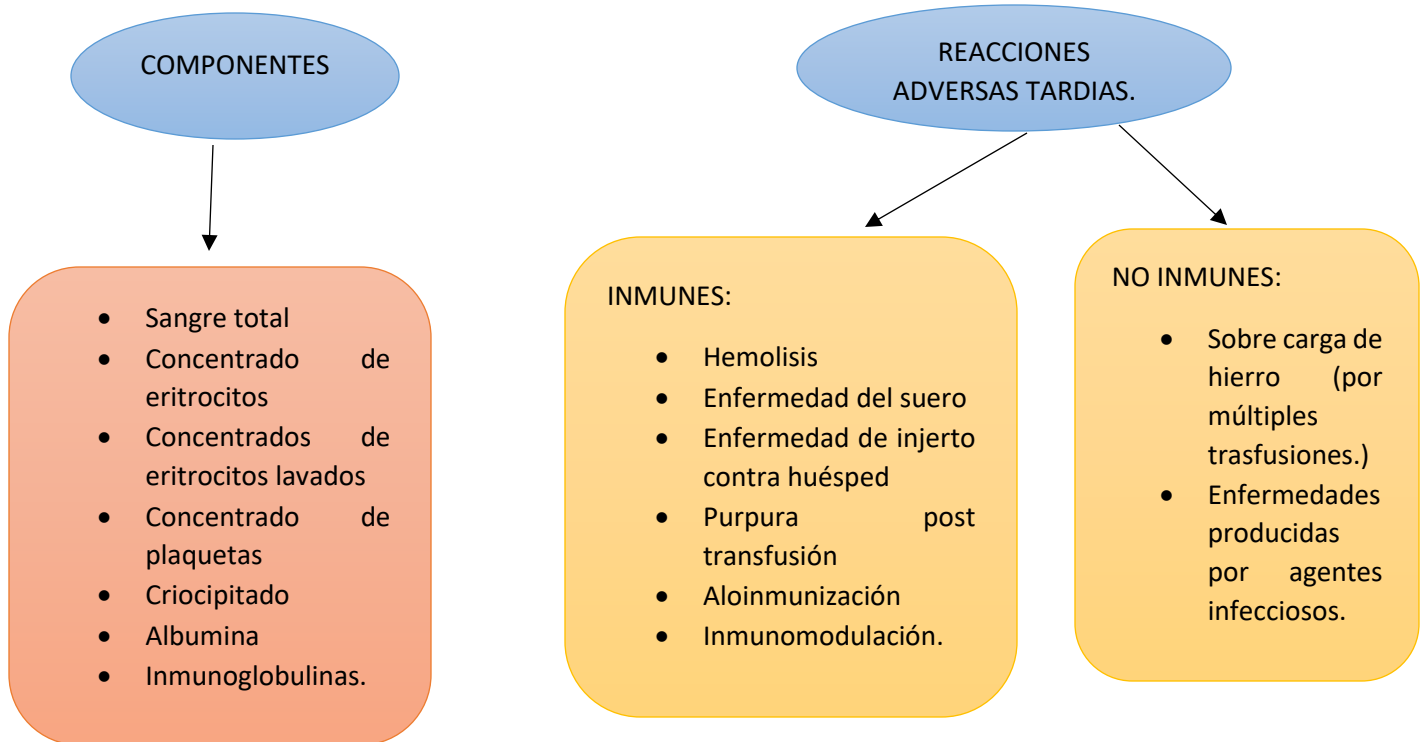 COMPONENTES
Sangre total
Concentrado de
eritrocitos
Concentrados de
eritrocitos lavados
Concentrado de
plaquetas
Criocipitado
Albumina
Inmunoglobulinas.
REACCIONES
ADVERSAS TARDIAS.
INMUNES:
Hemolisis
Enfermedad del suero
Enfermedad de injerto
contra huésped
Purpura post
transfusión
Aloinmunización
Inmunomodulación.
NO INMUNES:
Sobre carga de
hierro (por
múltiples
trasfusiones.)
Enfermedades
producidas
por agentes
infecciosos.